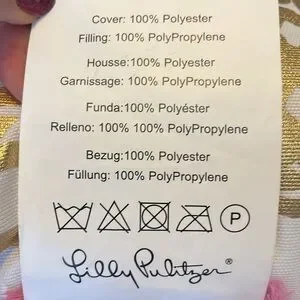 Cover: 100% Polyester
Filling: 100% PolyPropylene
Housse:100% Polyester
Garnissage: 100% PolyPropylene
Funda: 100% Polyéster
Relleno: 100% 100% PolyPropylene
Bezug:100% Polyester
Füllung: 100% PolyPropylene
P
Lilly Pulitzer®